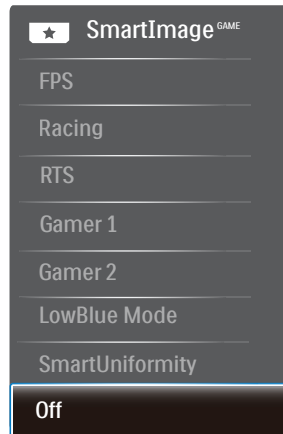 SmartImage GAME
FPS
Racing
RTS
Gamer 1
Gamer 2
LowBlue Mode
SmartUniformity
Off